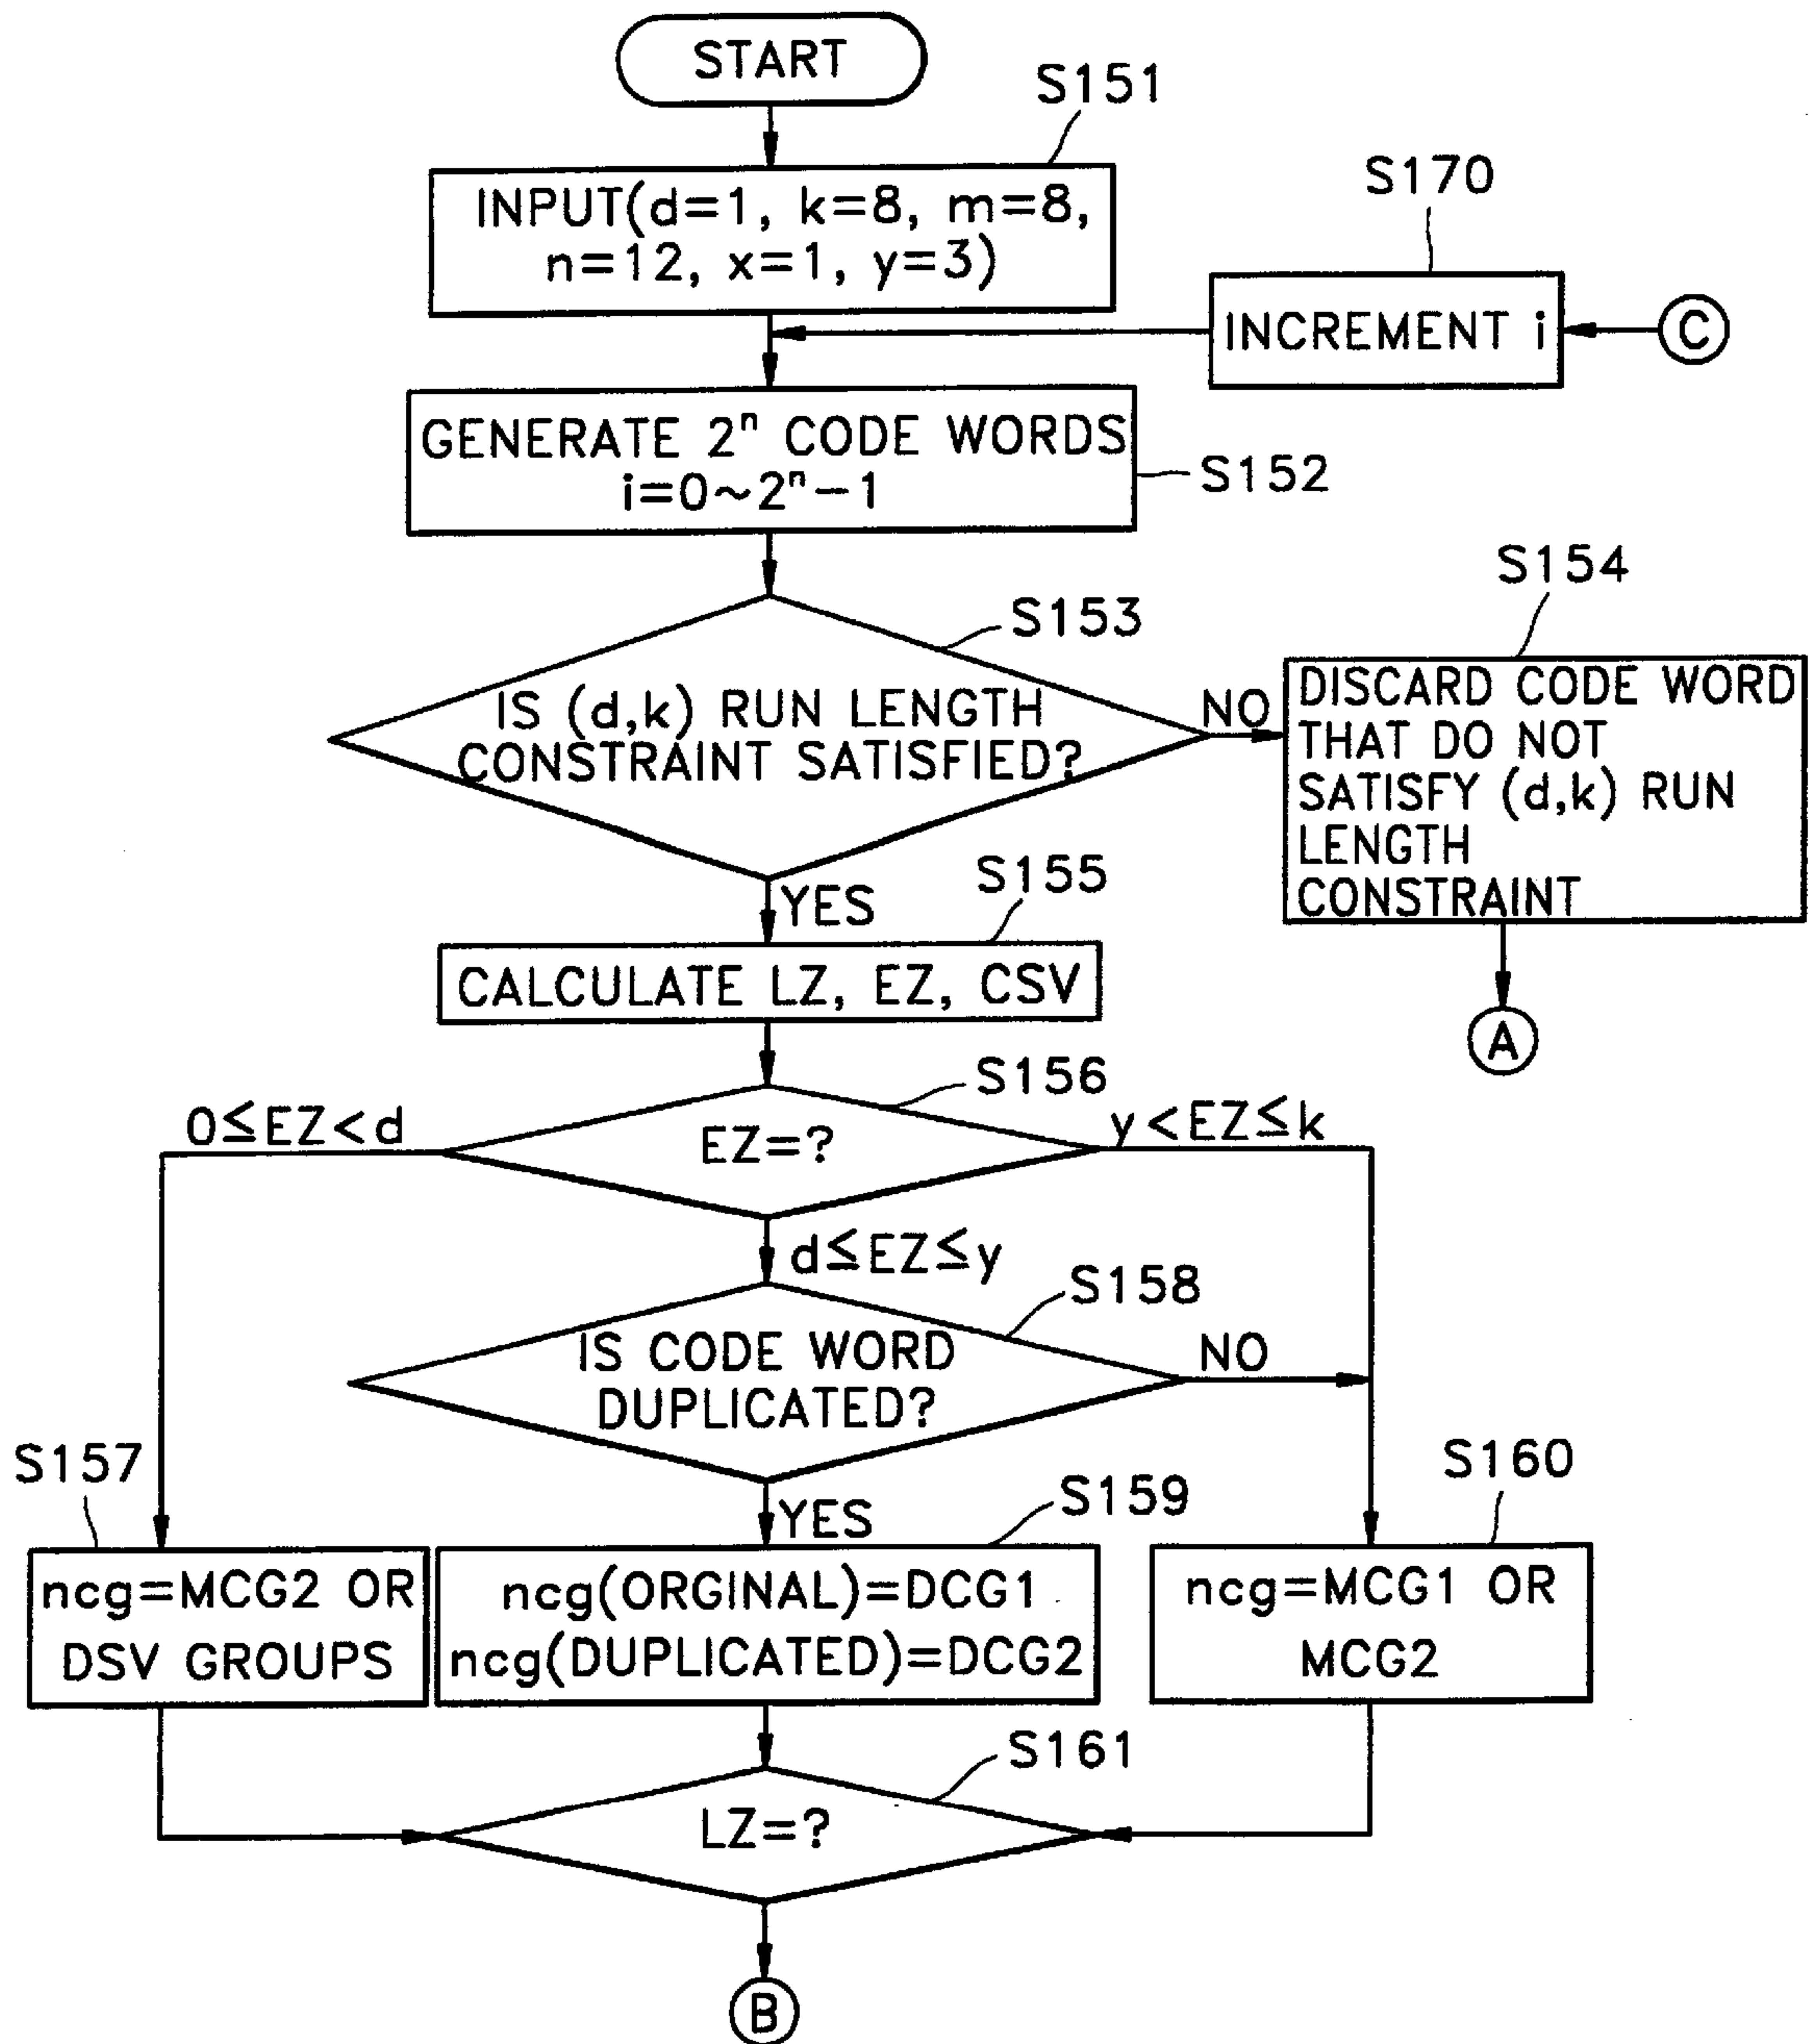 START
S151
INPUT(d=1, k=8, m=8,
n=12, x=1, y=3)
S170
INCREMENT i
C
GENERATE 2ⁿ CODE WORDS
i=0~2ⁿ−1
S152
S153
IS (d,k) RUN LENGTH
CONSTRAINT SATISFIED?
NO
S154
DISCARD CODE WORD
THAT DO NOT
SATISFY (d,k) RUN
LENGTH
CONSTRAINT
A
YES
S155
CALCULATE LZ, EZ, CSV
S156
EZ=?
0≤EZ<d
y<EZ≤k
d≤EZ≤y
S158
IS CODE WORD
DUPLICATED?
NO
YES
S157
ncg=MCG2 OR
DSV GROUPS
S159
ncg(ORGINAL)=DCG1
ncg(DUPLICATED)=DCG2
S160
ncg=MCG1 OR
MCG2
S161
LZ=?
B